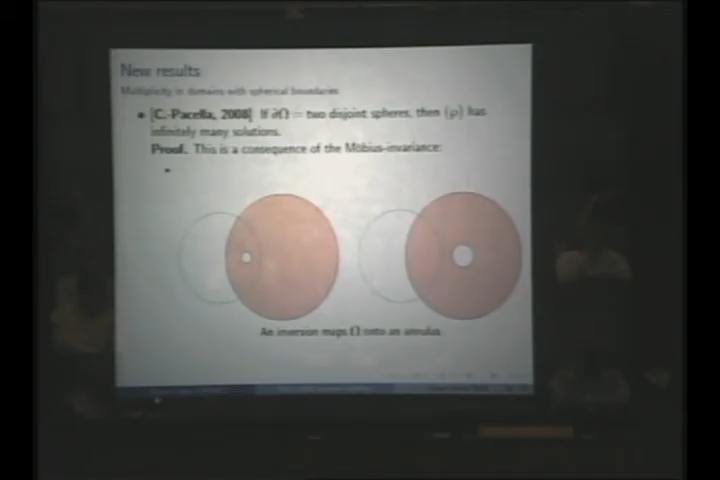 New results
Multiplicity in domains with spherical boundaries
• [C.-Pacella, 2008] If ∂Ω = two disjoint spheres, then (℘) has
infinitely many solutions.
Proof. This is a consequence of the Möbius-invariance:
An inversion maps Ω onto an annulus